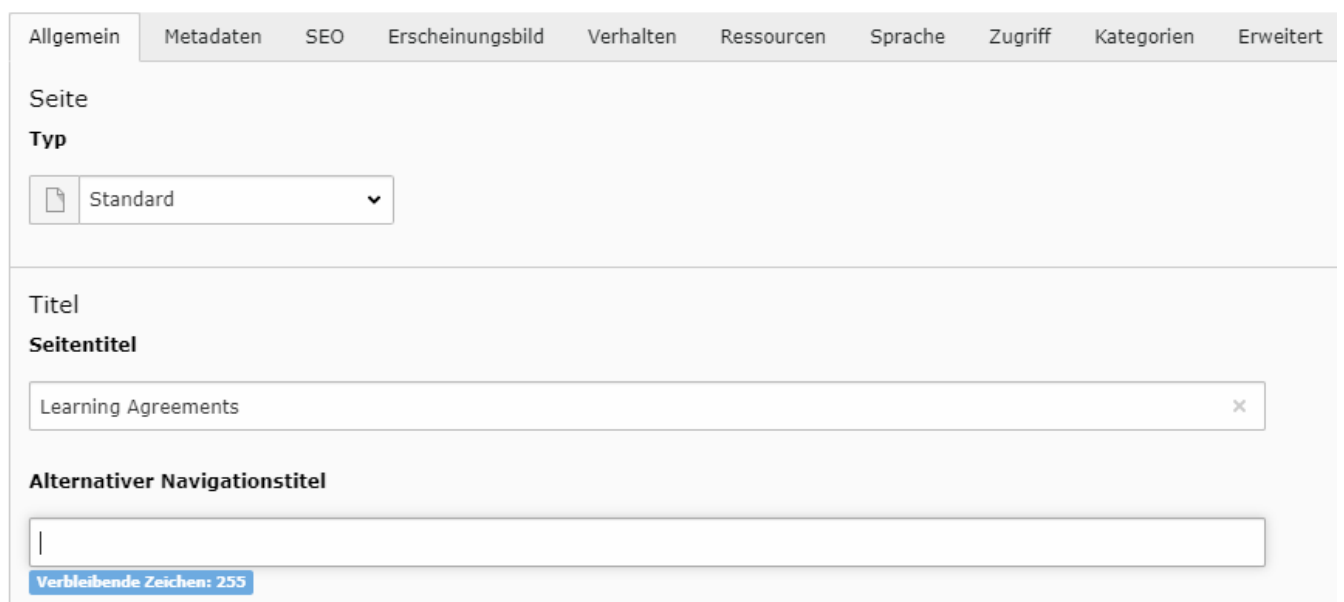 Allgemein Metadaten SEO Erscheinungsbild Verhalten Ressourcen Sprache Zugriff Kategorien Erweitert
Seite
Typ
Standard
Titel
Seitentitel
Learning Agreements
Alternativer Navigationstitel
Verbleibende Zeichen: 255